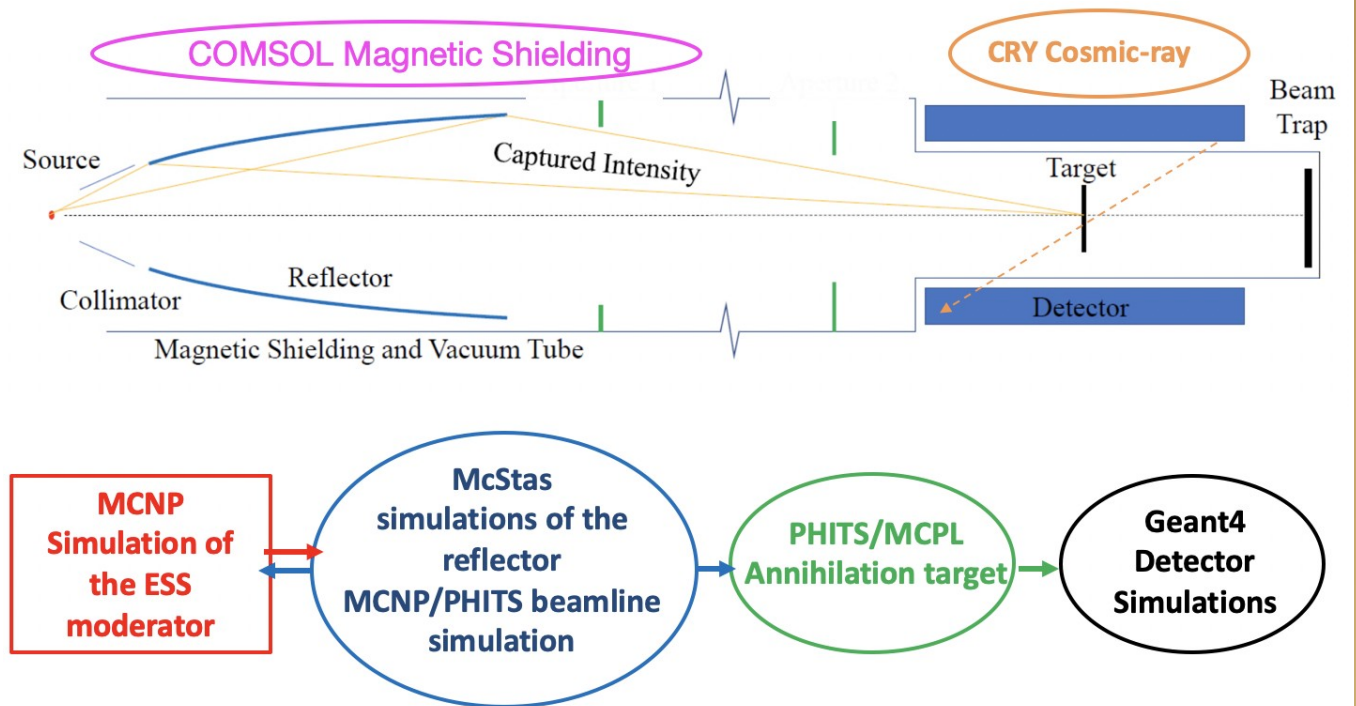 COMSOL Magnetic Shielding
CRY Cosmic-ray
Beam
Trap
Source
Captured Intensity
Target
Reflector
Collimator
Detector
Magnetic Shielding and Vacuum Tube
MCNP
Simulation of
the ESS
moderator
McStas
simulations of the
reflector
MCNP/PHITS beamline
simulation
PHITS/MCPL
Annihilation target
Geant4
Detector
Simulations